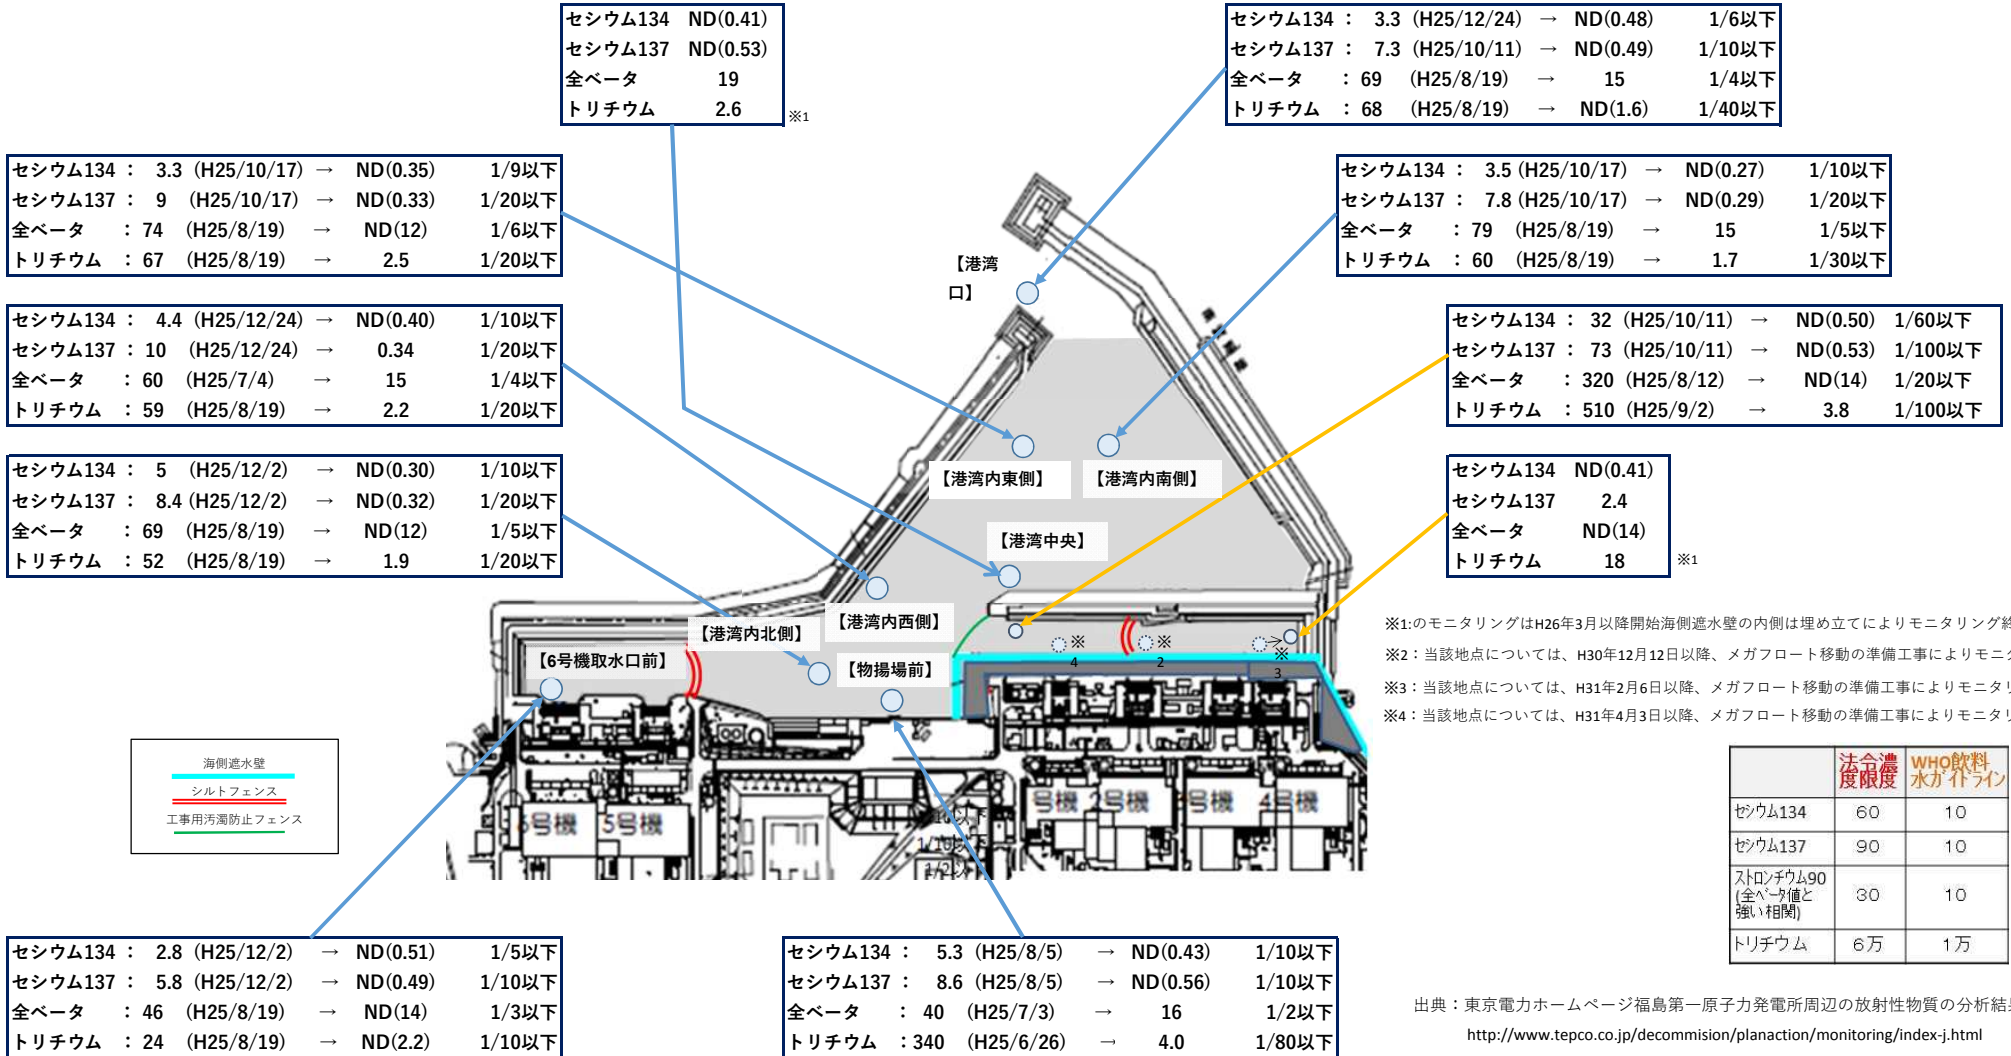 セシウム134 ND(0.41)
セシウム137 ND(0.53)
全ベータ 19
トリチウム 2.6
※1
セシウム134 : 3.3 (H25/12/24) → ND(0.48) 1/6以下
セシウム137 : 7.3 (H25/10/11) → ND(0.49) 1/10以下
全ベータ : 69 (H25/8/19) → 15 1/4以下
トリチウム : 68 (H25/8/19) → ND(1.6) 1/40以下
セシウム134 : 3.3 (H25/10/17) → ND(0.35) 1/9以下
セシウム137 : 9 (H25/10/17) → ND(0.33) 1/20以下
全ベータ : 74 (H25/8/19) → ND(12) 1/6以下
トリチウム : 67 (H25/8/19) → 2.5 1/20以下
セシウム134 : 3.5 (H25/10/17) → ND(0.27) 1/10以下
セシウム137 : 7.8 (H25/10/17) → ND(0.29) 1/20以下
全ベータ : 79 (H25/8/19) → 15 1/5以下
トリチウム : 60 (H25/8/19) → 1.7 1/30以下
セシウム134 : 4.4 (H25/12/24) → ND(0.40) 1/10以下
セシウム137 : 10 (H25/12/24) → 0.34 1/20以下
全ベータ : 60 (H25/7/4) → 15 1/4以下
トリチウム : 59 (H25/8/19) → 2.2 1/20以下
セシウム134 : 32 (H25/10/11) → ND(0.50) 1/60以下
セシウム137 : 73 (H25/10/11) → ND(0.53) 1/100以下
全ベータ : 320 (H25/8/12) → ND(14) 1/20以下
トリチウム : 510 (H25/9/2) → 3.8 1/100以下
セシウム134 : 5 (H25/12/2) → ND(0.30) 1/10以下
セシウム137 : 8.4 (H25/12/2) → ND(0.32) 1/20以下
全ベータ : 69 (H25/8/19) → ND(12) 1/5以下
トリチウム : 52 (H25/8/19) → 1.9 1/20以下
セシウム134 ND(0.41)
セシウム137 2.4
全ベータ ND(14)
トリチウム 18
※1
【港湾
口】
【港湾内東側】
【港湾内南側】
【港湾中央】
【港湾内西側】
【港湾内北側】
【6号機取水口前】
【物揚場前】
※
4
※
2
※
3
※1:のモニタリングはH26年3月以降開始海側遮水壁の内側は埋め立てによりモニタリング終
※2：当該地点については、H30年12月12日以降、メガフロート移動の準備工事によりモニタ
※3：当該地点については、H31年2月6日以降、メガフロート移動の準備工事によりモニタリ
※4：当該地点については、H31年4月3日以降、メガフロート移動の準備工事によりモニタリ
海側遮水壁
シルトフェンス
工事用汚濁防止フェンス
6号機 5号機
号機 2号機 号機 4号機
1/10以下
1/2以
法令濃度限度 WHO飲料水ガイドライン
セシウム134 60 10
セシウム137 90 10
ストロンチウム90
(全ベータ値と
強い相関) 30 10
トリチウム 6万 1万
セシウム134 : 2.8 (H25/12/2) → ND(0.51) 1/5以下
セシウム137 : 5.8 (H25/12/2) → ND(0.49) 1/10以下
全ベータ : 46 (H25/8/19) → ND(14) 1/3以下
トリチウム : 24 (H25/8/19) → ND(2.2) 1/10以下
セシウム134 : 5.3 (H25/8/5) → ND(0.43) 1/10以下
セシウム137 : 8.6 (H25/8/5) → ND(0.56) 1/10以下
全ベータ : 40 (H25/7/3) → 16 1/2以下
トリチウム : 340 (H25/6/26) → 4.0 1/80以下
出典：東京電力ホームページ福島第一原子力発電所周辺の放射性物質の分析結果
http://www.tepco.co.jp/decommision/planaction/monitoring/index-j.html